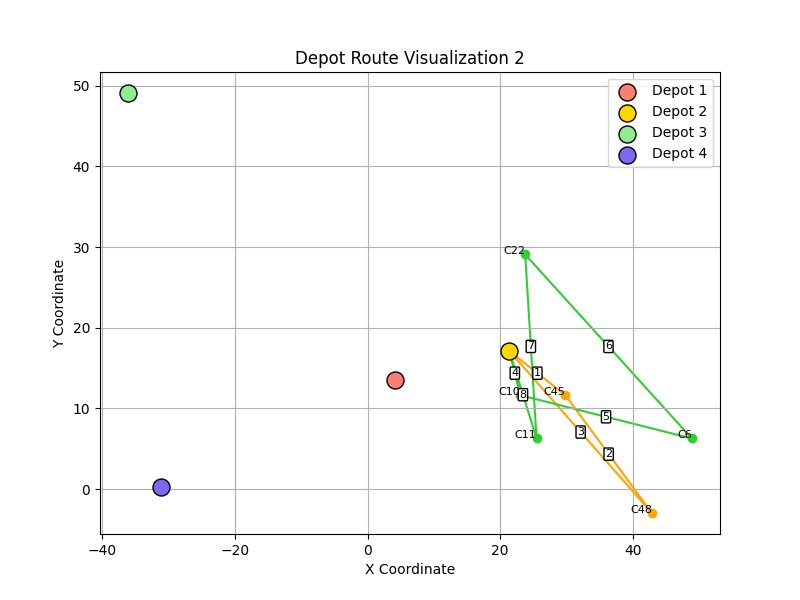 Depot Route Visualization 2
Depot 1
Depot 2
Depot 3
Depot 4
Y Coordinate
50
40
30
20
10
0
C22
7
6
4
1
C10
8
C45
5
C11
3
C6
2
C48
−40
−20
0
20
40
X Coordinate